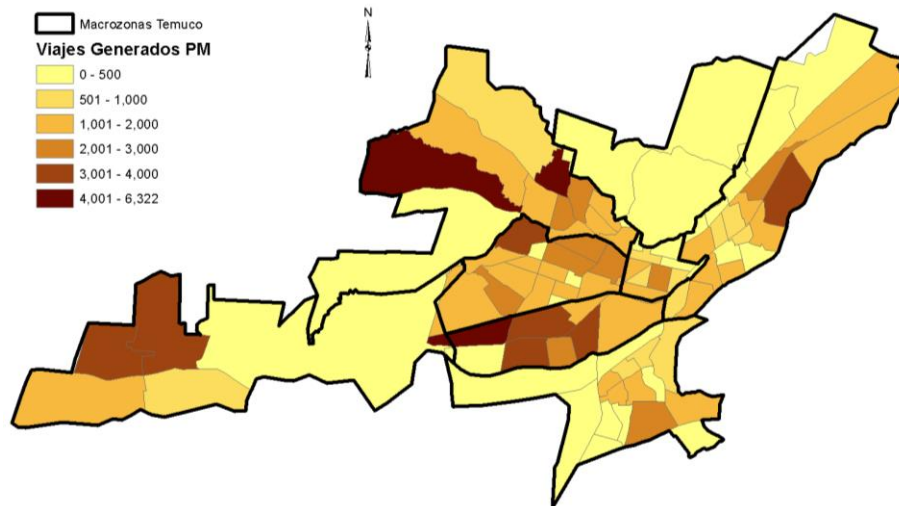 Macrozonas Temuco
Viajes Generados PM
0 - 500
501 - 1,000
1,001 - 2,000
2,001 - 3,000
3,001 - 4,000
4,001 - 6,322
N